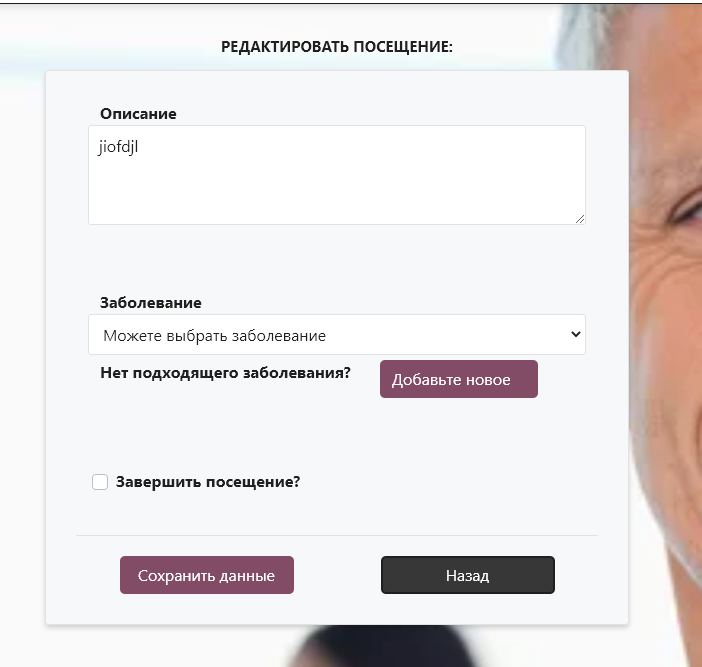 РЕДАКТИРОВАТЬ ПОСЕЩЕНИЕ:
Описание
jiofdjl
Заболевание
Можете выбрать заболевание
Нет подходящего заболевания? Добавьте новое
Завершить посещение?
Сохранить данные Назад